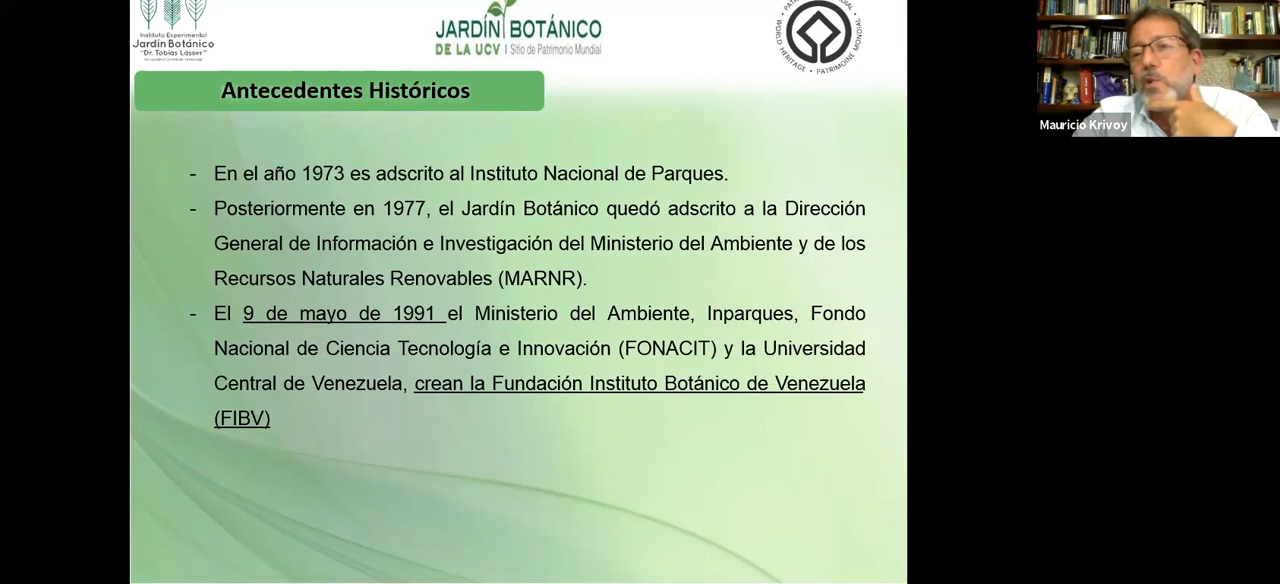 Instituto Experimental
Jardín Botánico
"Dr. Tobías Lasser"
JARDÍN BOTÁNICO
DE LA UCV | Sitio de Patrimonio Mundial
WORLD HERITAGE • PATRIMOINE MONDIAL
Mauricio Krivoy
Antecedentes Históricos
- En el año 1973 es adscrito al Instituto Nacional de Parques.
- Posteriormente en 1977, el Jardín Botánico quedó adscrito a la Dirección
General de Información e Investigación del Ministerio del Ambiente y de los
Recursos Naturales Renovables (MARNR).
- El 9 de mayo de 1991 el Ministerio del Ambiente, Inparques, Fondo
Nacional de Ciencia Tecnología e Innovación (FONACIT) y la Universidad
Central de Venezuela, crean la Fundación Instituto Botánico de Venezuela
(FIBV)